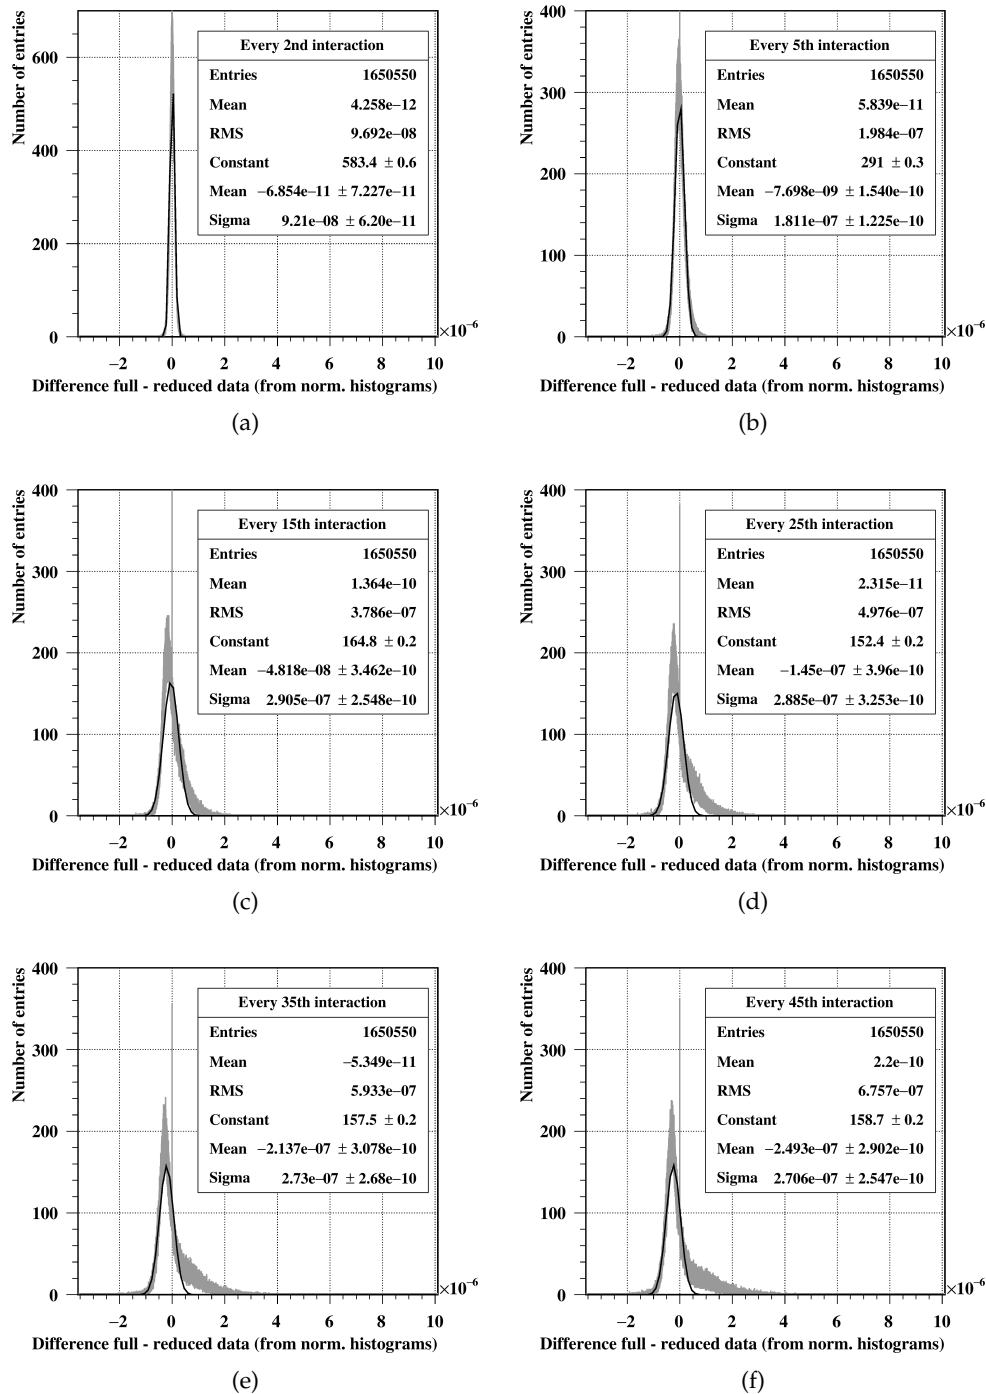 Number of entries
600
400
200
0
Every 2nd interaction
Entries 1650550
Mean 4.258e−12
RMS 9.692e−08
Constant 583.4 ± 0.6
Mean −6.854e−11 ± 7.227e−11
Sigma 9.21e−08 ± 6.20e−11
−2 0 2 4 6 8 10
×10−6
Difference full - reduced data (from norm. histograms)
(a)
Number of entries
400
300
200
100
0
Every 5th interaction
Entries 1650550
Mean 5.839e−11
RMS 1.984e−07
Constant 291 ± 0.3
Mean −7.698e−09 ± 1.540e−10
Sigma 1.811e−07 ± 1.225e−10
−2 0 2 4 6 8 10
×10−6
Difference full - reduced data (from norm. histograms)
(b)
Number of entries
400
300
200
100
0
Every 15th interaction
Entries 1650550
Mean 1.364e−10
RMS 3.786e−07
Constant 164.8 ± 0.2
Mean −4.818e−08 ± 3.462e−10
Sigma 2.905e−07 ± 2.548e−10
−2 0 2 4 6 8 10
×10−6
Difference full - reduced data (from norm. histograms)
(c)
Number of entries
400
300
200
100
0
Every 25th interaction
Entries 1650550
Mean 2.315e−11
RMS 4.976e−07
Constant 152.4 ± 0.2
Mean −1.45e−07 ± 3.96e−10
Sigma 2.885e−07 ± 3.253e−10
−2 0 2 4 6 8 10
×10−6
Difference full - reduced data (from norm. histograms)
(d)
Number of entries
400
300
200
100
0
Every 35th interaction
Entries 1650550
Mean −5.349e−11
RMS 5.933e−07
Constant 157.5 ± 0.2
Mean −2.137e−07 ± 3.078e−10
Sigma 2.73e−07 ± 2.68e−10
−2 0 2 4 6 8 10
×10−6
Difference full - reduced data (from norm. histograms)
(e)
Number of entries
400
300
200
100
0
Every 45th interaction
Entries 1650550
Mean 2.2e−10
RMS 6.757e−07
Constant 158.7 ± 0.2
Mean −2.493e−07 ± 2.902e−10
Sigma 2.706e−07 ± 2.547e−10
−2 0 2 4 6 8 10
×10−6
Difference full - reduced data (from norm. histograms)
(f)